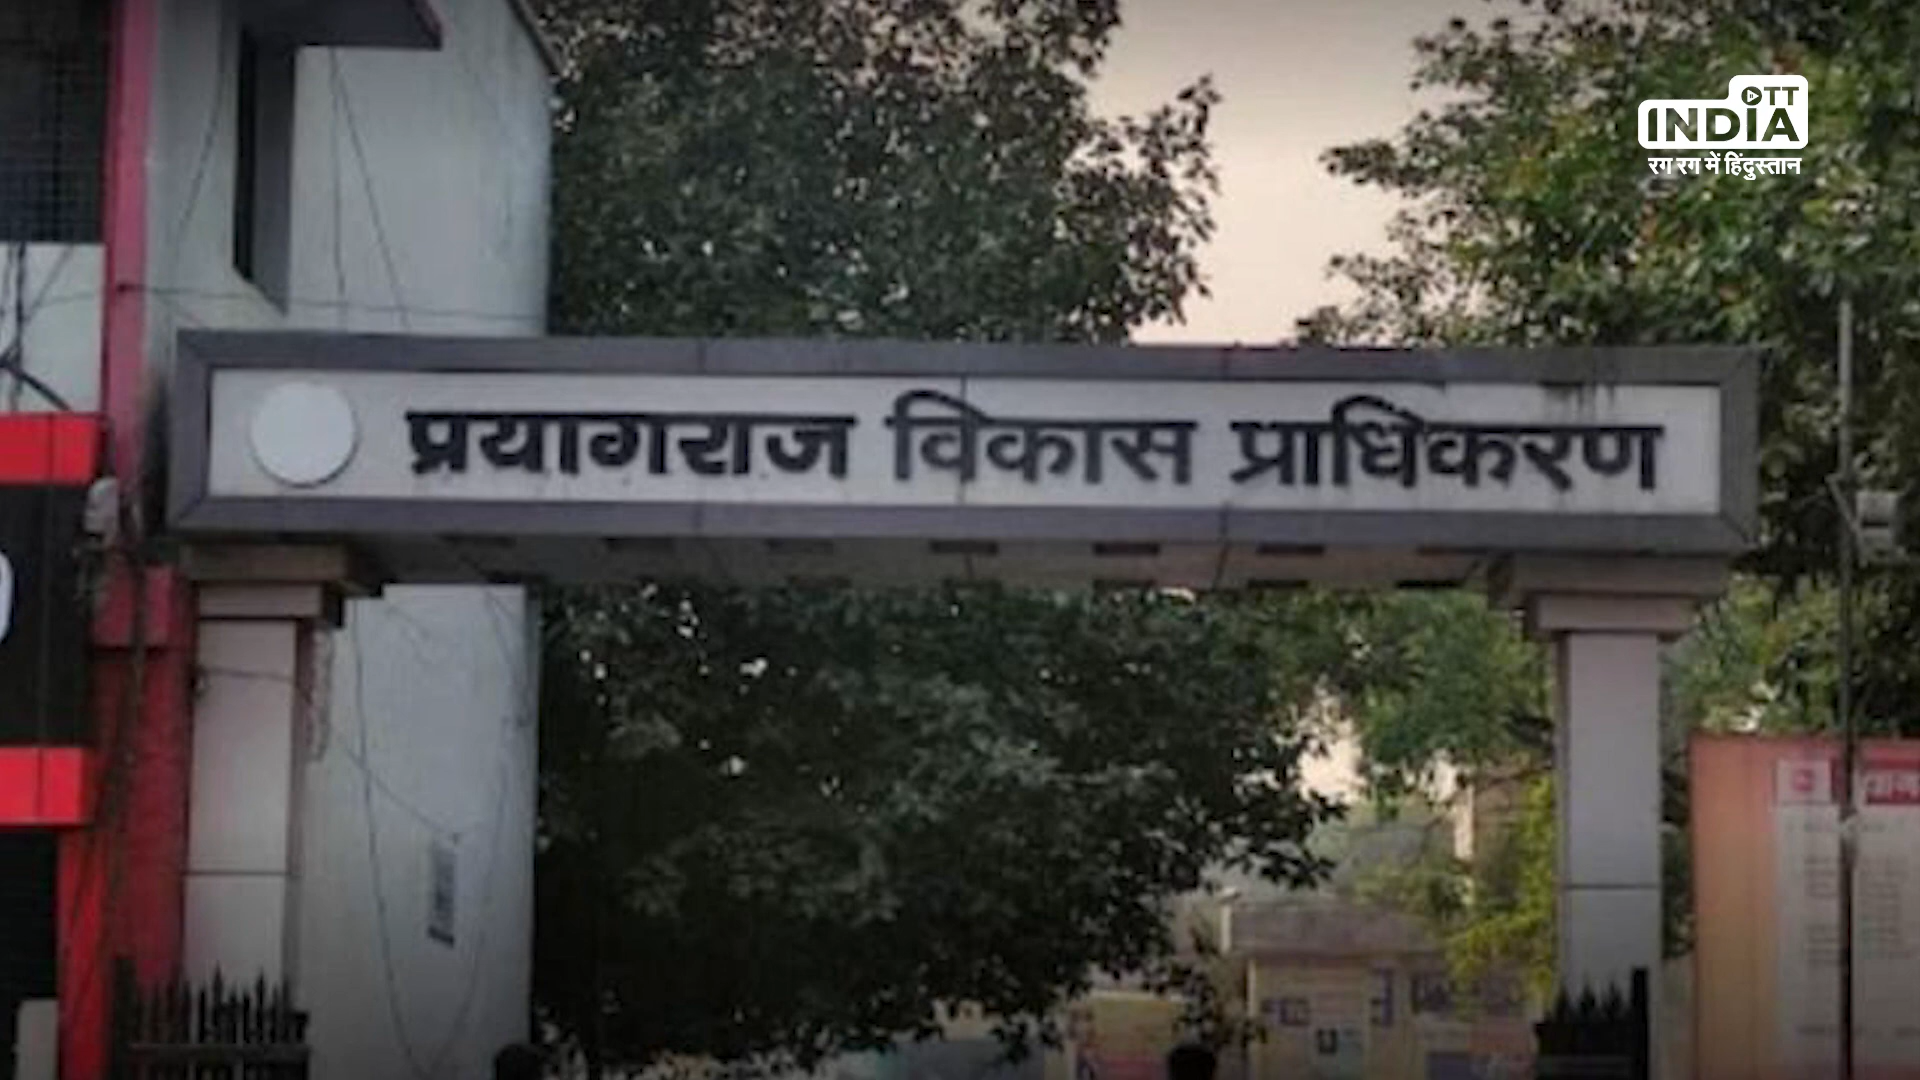 OTT
INDIA
रग रग में हिंदुस्तान
प्रयागराज विकास प्राधिकरण